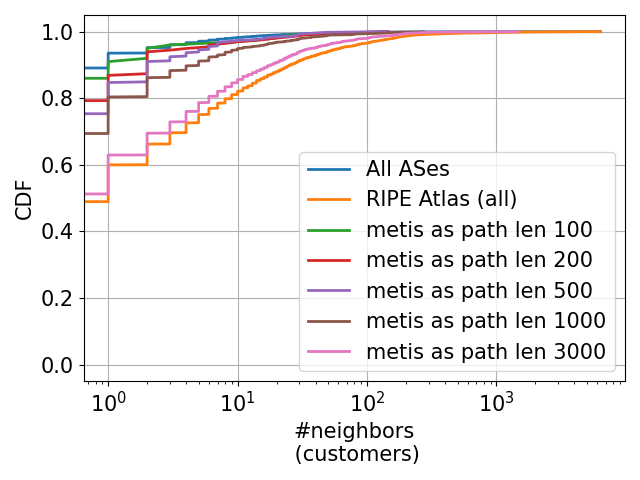 1.0
0.8
0.6
0.4
0.2
0.0
CDF
All ASes
RIPE Atlas (all)
metis as path len 100
metis as path len 200
metis as path len 500
metis as path len 1000
metis as path len 3000
10⁰ 10¹ 10² 10³
#neighbors
(customers)